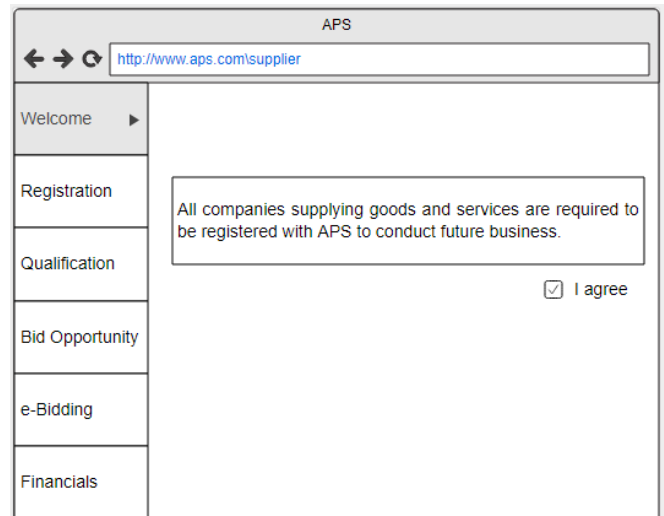 APS
http://www.aps.com\supplier
Welcome
Registration
Qualification
Bid Opportunity
e-Bidding
Financials
All companies supplying goods and services are required to
be registered with APS to conduct future business.
I agree